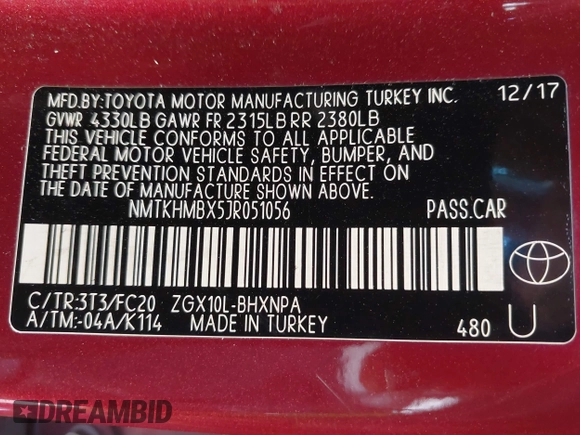 MFD.BY:TOYOTA MOTOR MANUFACTURING TURKEY INC. 12/17
GVWR 4330LB GAWR FR 2315LB RR 2380LB
THIS VEHICLE CONFORMS TO ALL APPLICABLE
FEDERAL MOTOR VEHICLE SAFETY, BUMPER, AND
THEFT PREVENTION STANDARDS IN EFFECT ON
THE DATE OF MANUFACTURE SHOWN ABOVE.
NMTKHMBX5JR051056 PASS.CAR
C/TR:3T3/FC20 ZGX10L-BHXNPA
A/TM:-04A/K114 MADE IN TURKEY 480 U
DREAMBID